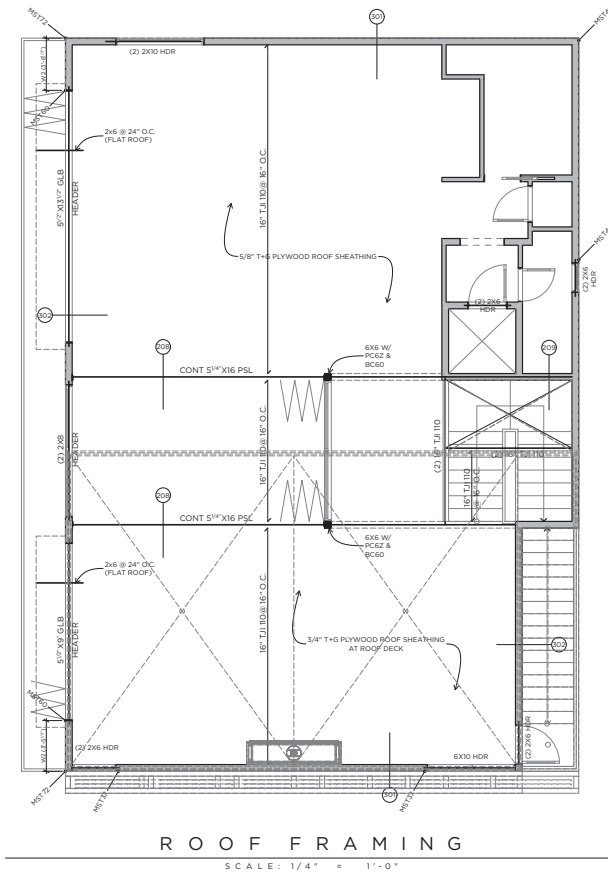 MST72
301
(2) 2X10 HDR
MST60
2x6 @ 24" O.C.
(FLAT ROOF)
5 1/2" X13 1/2" GLB
HEADER
16" TJI 110@ 16" O.C.
5/8" T+G PLYWOOD ROOF SHEATHING
(2) 2X6
HDR
(2) 2X6
HDR
302
208
6X6 W/
PC6Z &
BC60
209
CONT 5 1/4"X16 PSL
(2) 2X8
HEADER
16" TJI 110@ 16" O.C.
(2) 16" TJI 110
(2) 16" TJI 110
16" TJI 110
@ 16" O.C.
208
CONT 5 1/4"X16 PSL
6X6 W/
PC6Z &
BC60
2x6 @ 24" O.C.
(FLAT ROOF)
5 1/2" X9" GLB
HEADER
16" TJI 110@ 16" O.C.
3/4" T+G PLYWOOD ROOF SHEATHING
AT ROOF DECK
302
MST60
(2) 2X6 HDR
6X10 HDR
(2) 2X6 HDR
MST72
MST37
301
MST37
ROOF FRAMING
SCALE: 1/4" = 1'-0"